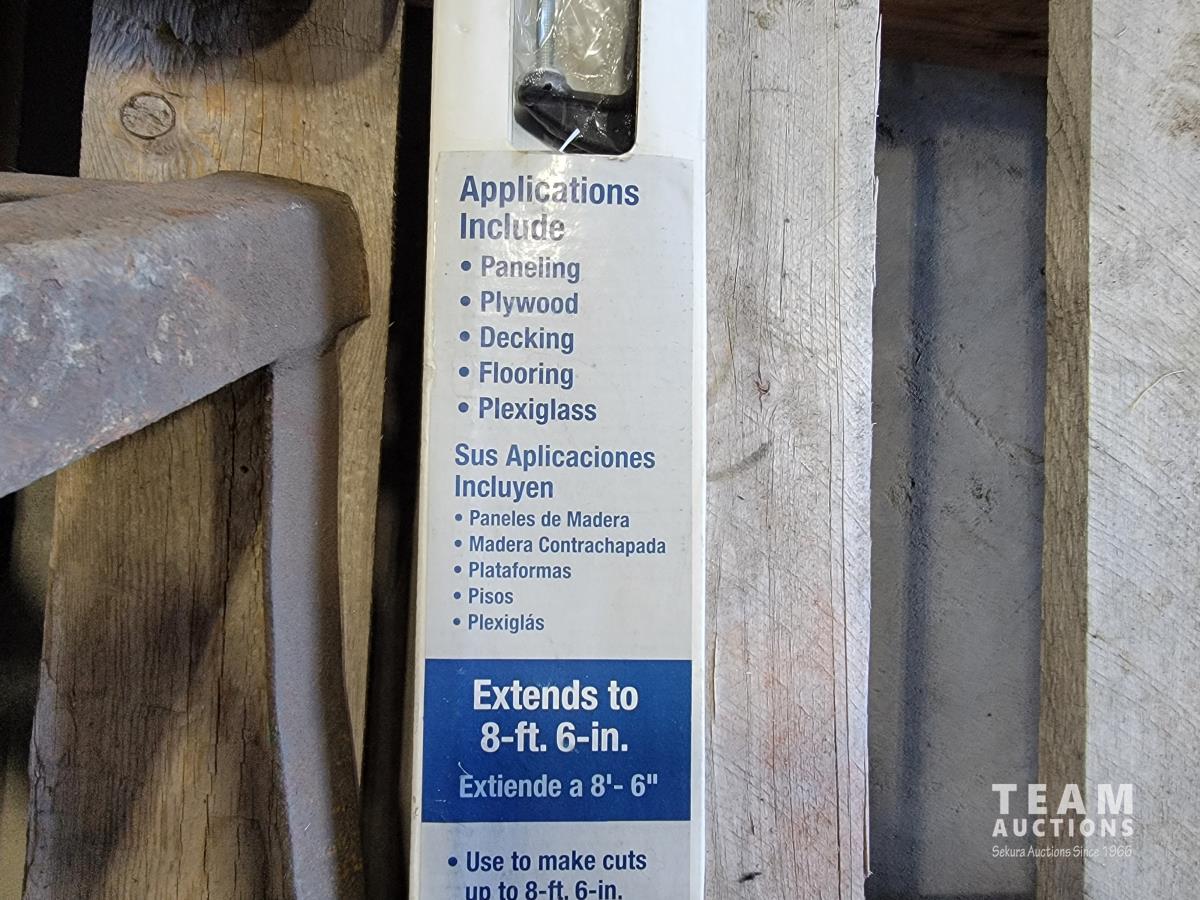 Applications
Include
• Paneling
• Plywood
• Decking
• Flooring
• Plexiglass
Sus Aplicaciones
Incluyen
• Paneles de Madera
• Madera Contrachapada
• Plataformas
• Pisos
• Plexiglás
Extends to
8-ft. 6-in.
Extiende a 8'- 6"
• Use to make cuts
up to 8-ft. 6-in.
TEAM
AUCTIONS
Sekura Auctions Since 1966